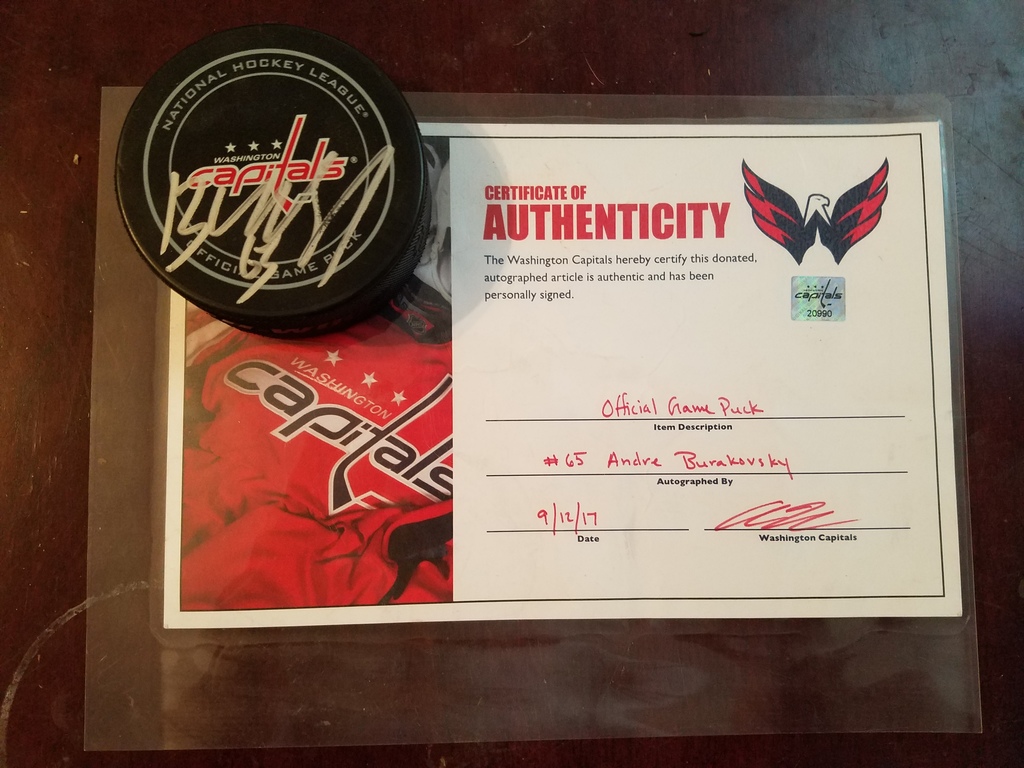 NATIONAL HOCKEY LEAGUE®
WASHINGTON
capitals®
OFFICIAL GAME PUCK
WASHINGTON
capitals
CERTIFICATE OF
AUTHENTICITY
The Washington Capitals hereby certify this donated,
autographed article is authentic and has been
personally signed.
capitals
20990
Official Game Puck
Item Description
#65 Andre Burakovsky
Autographed By
9/12/17
Date
Washington Capitals